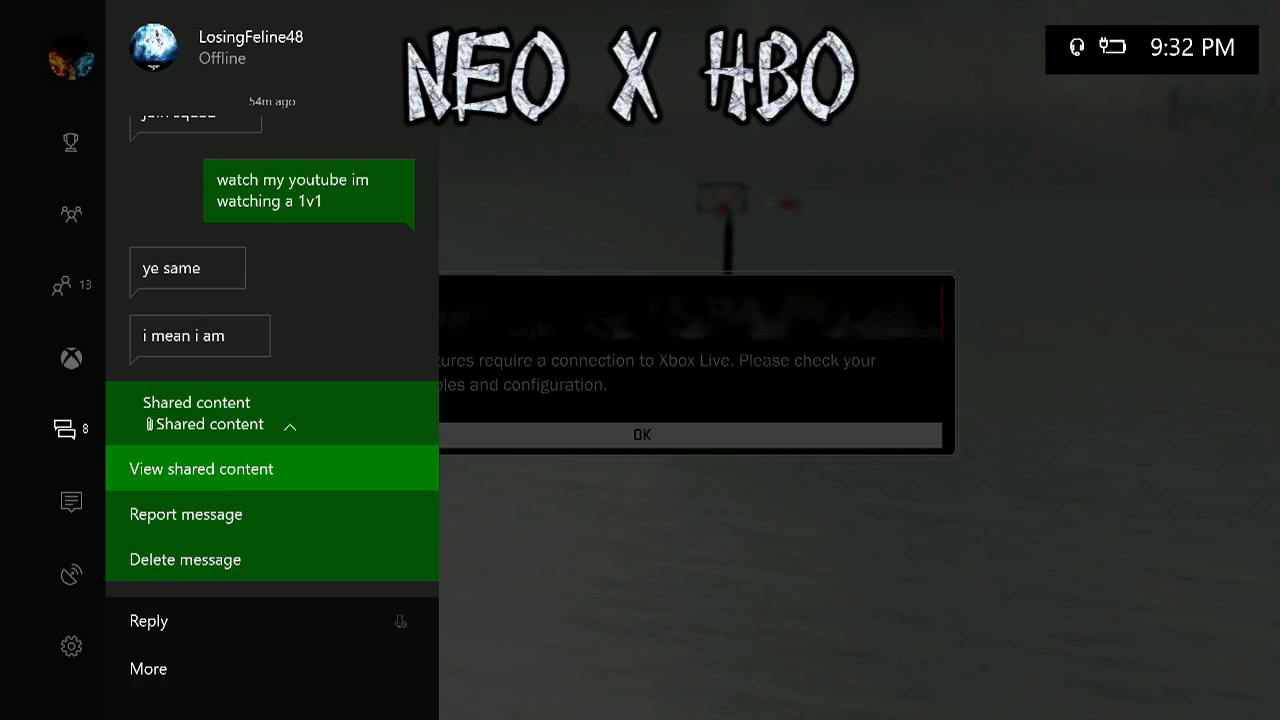 LosingFeline48
Offline
NEO X HBO
9:32 PM
54m ago
join squad
watch my youtube im
watching a 1v1
ye same
13
i mean i am
tures require a connection to Xbox Live. Please check your
bles and configuration.
Shared content
Shared content
8
OK
View shared content
Report message
Delete message
Reply
More